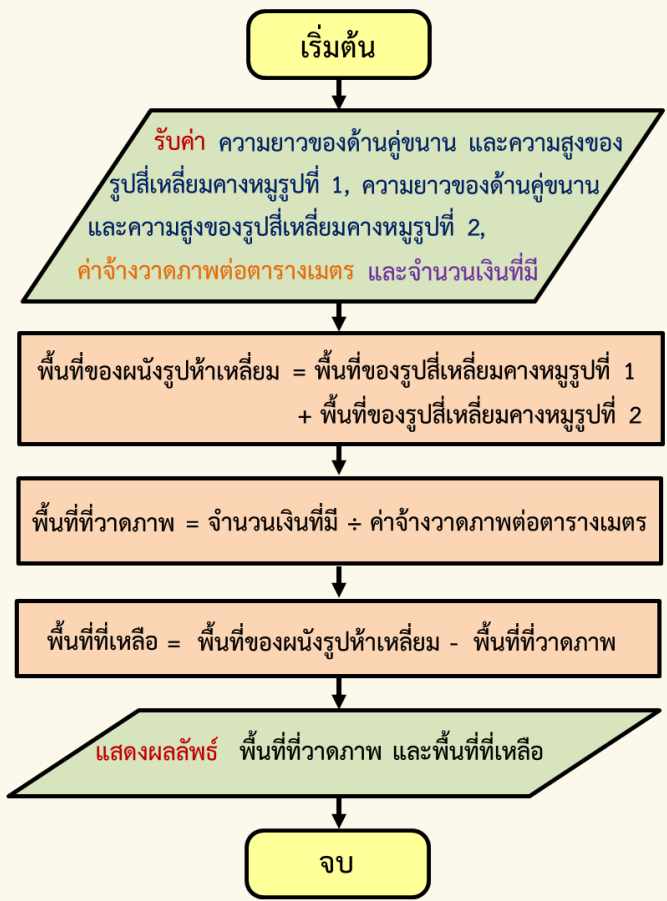 เริ่มต้น
รับค่า ความยาวของด้านคู่ขนาน และความสูงของ
รูปสี่เหลี่ยมคางหมูรูปที่ 1, ความยาวของด้านคู่ขนาน
และความสูงของรูปสี่เหลี่ยมคางหมูรูปที่ 2,
ค่าจ้างวาดภาพต่อตารางเมตร และจำนวนเงินที่มี
พื้นที่ของผนังรูปห้าเหลี่ยม = พื้นที่ของรูปสี่เหลี่ยมคางหมูรูปที่ 1
+ พื้นที่ของรูปสี่เหลี่ยมคางหมูรูปที่ 2
พื้นที่ที่วาดภาพ = จำนวนเงินที่มี ÷ ค่าจ้างวาดภาพต่อตารางเมตร
พื้นที่ที่เหลือ = พื้นที่ของผนังรูปห้าเหลี่ยม - พื้นที่ที่วาดภาพ
แสดงผลลัพธ์ พื้นที่ที่วาดภาพ และพื้นที่ที่เหลือ
จบ